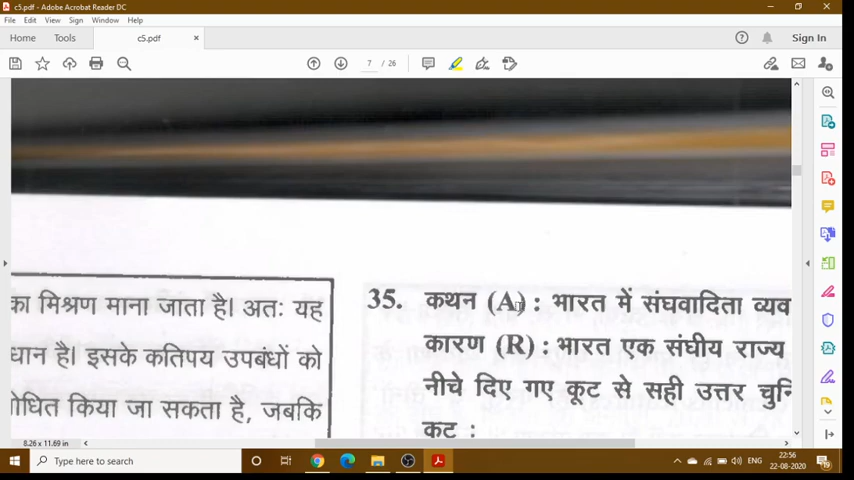 c5.pdf - Adobe Acrobat Reader DC
File Edit View Sign Window Help
Home Tools c5.pdf × Sign In
7 / 26
का मिश्रण माना जाता है। अतः यह
धान है। इसके कतिपय उपबंधों को
धित किया जा सकता है, जबकि
35. कथन (A) : भारत में संघवादिता
कारण (R) : भारत एक संघीय राज्य
नीचे दिए गए कूट से सही उत्तर
कूट :
8.26 x 11.69 in
Type here to search
ENG
22:56
22-08-2020
19